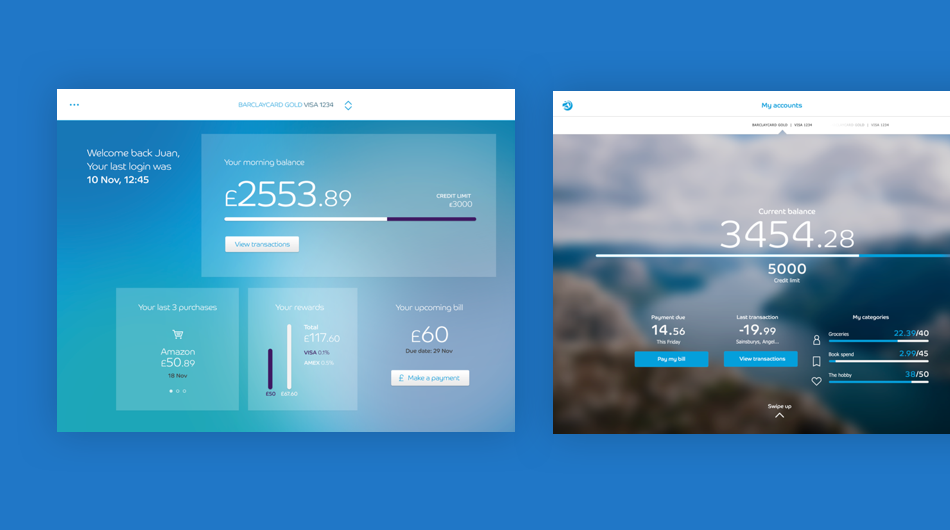 BARCLAYCARD GOLD VISA 1234
Welcome back Juan,
Your last login was
10 Nov, 12:45
Your morning balance
£2553.89
CREDIT LIMIT
£3000
View transactions
Your last 3 purchases
Amazon
£50.89
18 Nov
Your rewards
Total
£117.60
VISA 0.1%
AMEX 0.5%
£50 £67.60
Your upcoming bill
£60
Due date: 29 Nov
£ Make a payment
My accounts
BARCLAYCARD GOLD | VISA 1234
GOLD | VISA 1234
Current balance
3454.28
5000
Credit limit
Payment due
14.56
This Friday
Pay my bill
Last transaction
-19.99
Sainsburys, Angel...
View transactions
My categories
Groceries 22.39/40
Book spend 2.99/45
The hobby 38/50
Swipe up